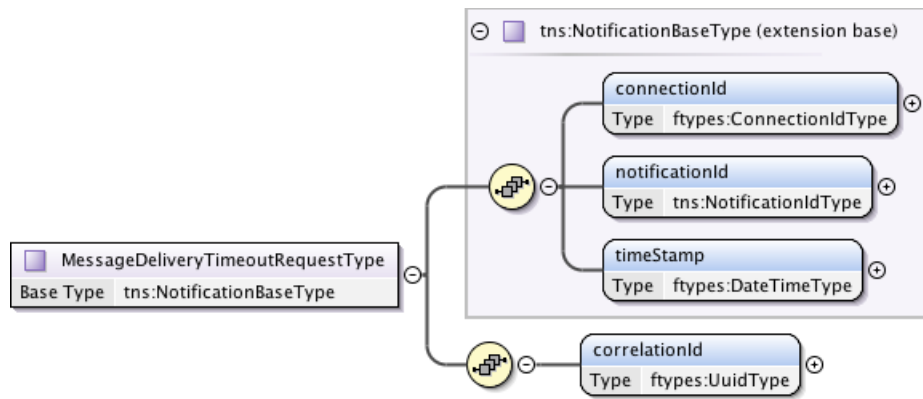 tns:NotificationBaseType (extension base)
connectionId
Type ftypes:ConnectionIdType
notificationId
Type tns:NotificationIdType
MessageDeliveryTimeoutRequestType
Base Type tns:NotificationBaseType
timeStamp
Type ftypes:DateTimeType
correlationId
Type ftypes:UuidType